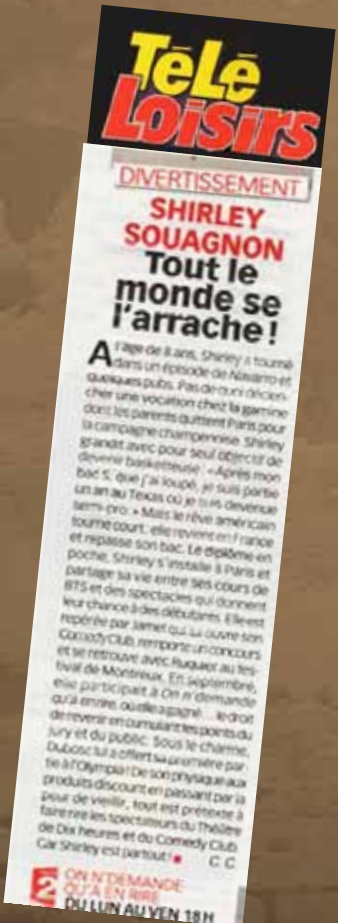 Télé
Loisirs
DIVERTISSEMENT
SHIRLEY
SOUAGNON
Tout le
monde se
l'arrache !
A l'âge de 8 ans, Shirley a tourné
dans un épisode de Navarro et
quelques pubs. Pas de quoi déclen-
cher une vocation chez la gamine
dont les parents quittent Paris pour
la campagne champennise. Shirley
grandit avec pour seul objectif de
devenir basketteuse : « Après mon
bac S, que j'ai loupé, je suis partie
un an au Texas où je suis devenue
semi-pro. » Mais le rêve américain
tourne court, elle revient en France
et repasse son bac. Le diplôme en
poche, Shirley s'installe à Paris et
partage sa vie entre ses cours de
BTS et des spectacles qui donnent
leur chance à des débutants. Elle est
repérée par Jamel qui lui ouvre son
Comedy Club, remporte un concours
et se retrouve avec Ruquier au fes-
tival de Montreux. En septembre,
elle participait à On n'demande
qu'à en rire, où elle a gagné... le droit
de revenir en cumulant les points du
jury et du public. Sous le charme,
Dubosc lui a offert sa première par-
tie à l'Olympia ! De son physique aux
produits discount en passant par la
peur de vieillir, tout est prétexte à
faire rire les spectateurs du Théâtre
de Dix heures et du Comedy Club.
Car Shirley est partout ! C. C.
2 ON N'DEMANDE
QU'A EN RIRE
DU LUN AU VEN 18 H